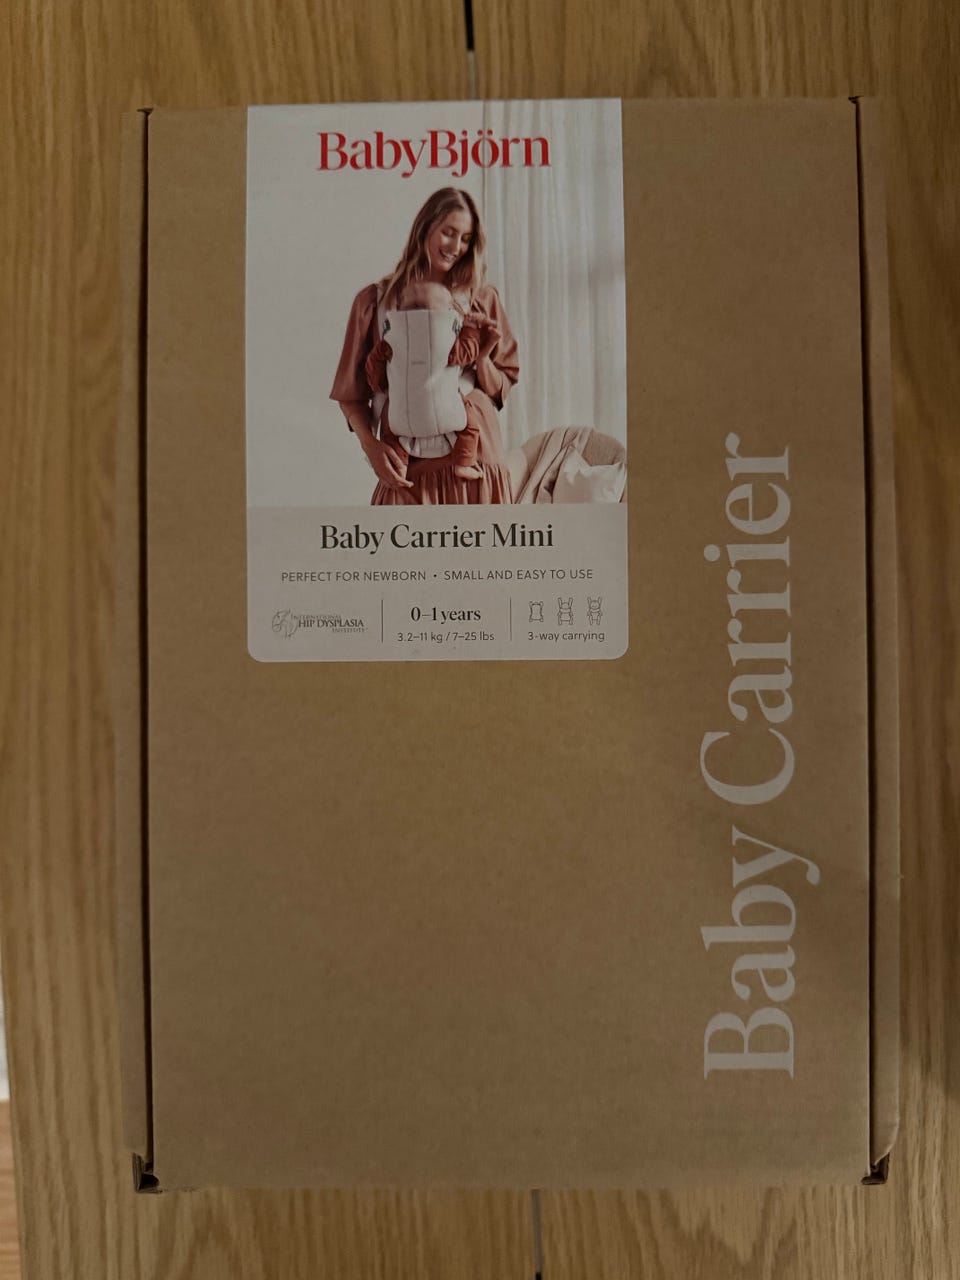 BabyBjörn
Baby Carrier Mini
PERFECT FOR NEWBORN • SMALL AND EASY TO USE
INTERNATIONAL
HIP DYSPLASIA
INSTITUTE
0–1 years
3.2–11 kg / 7–25 lbs
3-way carrying
Baby Carrier